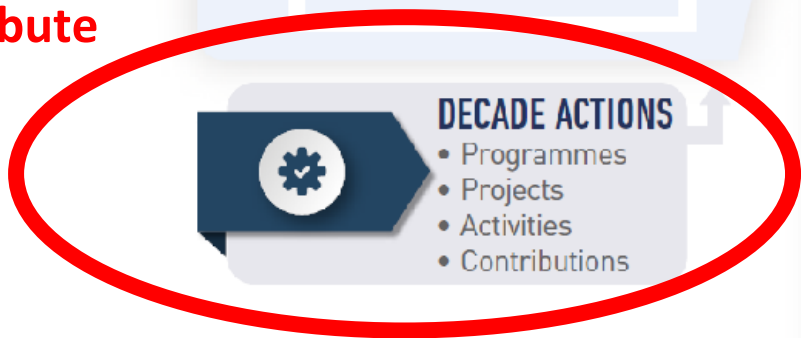 bute
DECADE ACTIONS
• Programmes
• Projects
• Activities
• Contributions